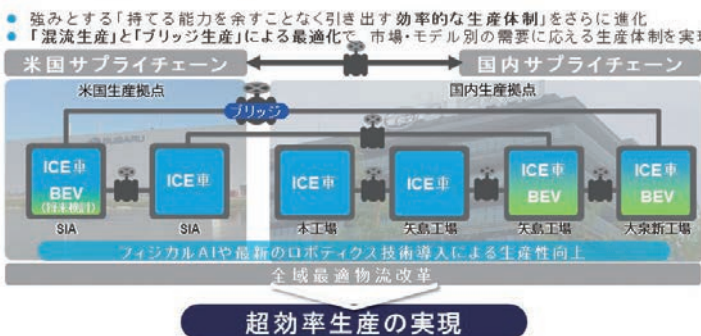 ● 強みとする「持てる能力を余すことなく引き出す効率的な生産体制」をさらに進化
● 「混流生産」と「ブリッジ生産」による最適化で、市場・モデル別の需要に応える生産体制を実現
米国サプライチェーン 国内サプライチェーン
米国生産拠点 国内生産拠点
ブリッジ
SUBARU
ICE車 ICE車 ICE車 ICE車 ICE車 ICE車
BEV BEV BEV
(将来検討)
SIA SIA 本工場 矢島工場 矢島工場 大泉新工場
フィジカルAIや最新のロボティクス技術導入による生産性向上
全域最適物流改革
超効率生産の実現